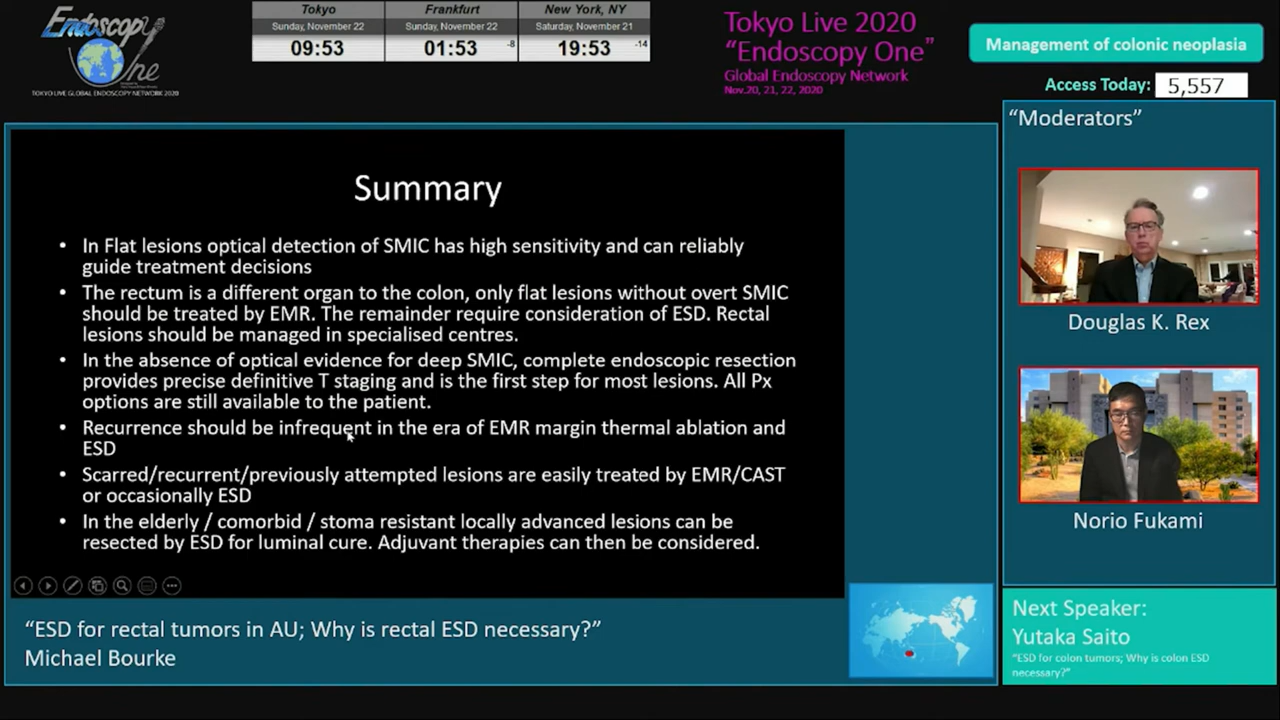 Endoscopy
One
TOKYO LIVE GLOBAL ENDOSCOPY NETWORK 2020
Tokyo
Sunday, November 22
09:53
Frankfurt
Sunday, November 22
01:53
-8
New York, NY
Saturday, November 21
19:53
-14
Tokyo Live 2020
“Endoscopy One”
Global Endoscopy Network
Nov.20, 21, 22, 2020
Management of colonic neoplasia
Access Today: 5,557
Summary
• In Flat lesions optical detection of SMIC has high sensitivity and can reliably
guide treatment decisions
• The rectum is a different organ to the colon, only flat lesions without overt SMIC
should be treated by EMR. The remainder require consideration of ESD. Rectal
lesions should be managed in specialised centres.
• In the absence of optical evidence for deep SMIC, complete endoscopic resection
provides precise definitive T staging and is the first step for most lesions. All Px
options are still available to the patient.
• Recurrence should be infrequent in the era of EMR margin thermal ablation and
ESD
• Scarred/recurrent/previously attempted lesions are easily treated by EMR/CAST
or occasionally ESD
• In the elderly / comorbid / stoma resistant locally advanced lesions can be
resected by ESD for luminal cure. Adjuvant therapies can then be considered.
“ESD for rectal tumors in AU; Why is rectal ESD necessary?”
Michael Bourke
“Moderators”
Douglas K. Rex
Norio Fukami
Next Speaker:
Yutaka Saito
“ESD for colon tumors; Why is colon ESD
necessary?”